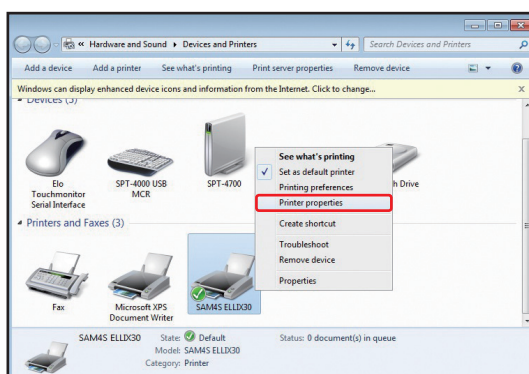 « Hardware and Sound ▸ Devices and Printers
Search Devices and Printers
Add a device Add a printer See what's printing Print server properties Remove device
Windows can display enhanced device icons and information from the Internet. Click to change...
Devices (5)
Elo Touchmonitor Serial Interface
SPT-4000 USB MCR
SPT-4700
h Drive
See what's printing
Set as default printer
Printing preferences
Printer properties
Create shortcut
Troubleshoot
Remove device
Properties
Printers and Faxes (3)
Fax
Microsoft XPS Document Writer
SAM4S ELLIX30
SAM4S ELLIX30 State: Default Status: 0 document(s) in queue
Model: SAM4S ELLIX30
Category: Printer